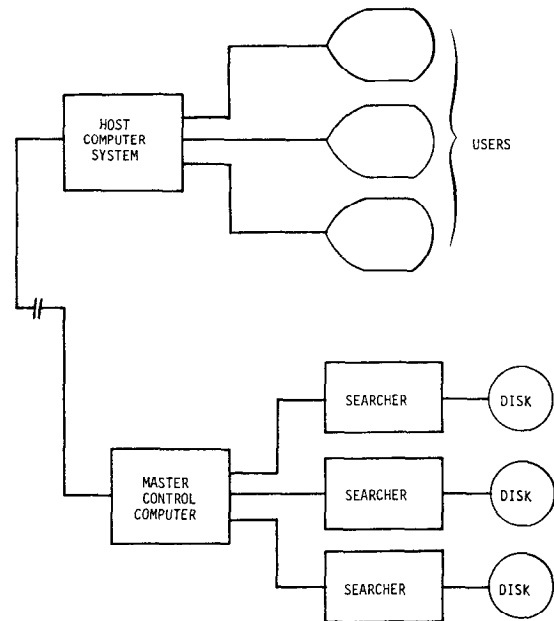 HOST
COMPUTER
SYSTEM
USERS
SEARCHER
DISK
MASTER
CONTROL
COMPUTER
SEARCHER
DISK
SEARCHER
DISK